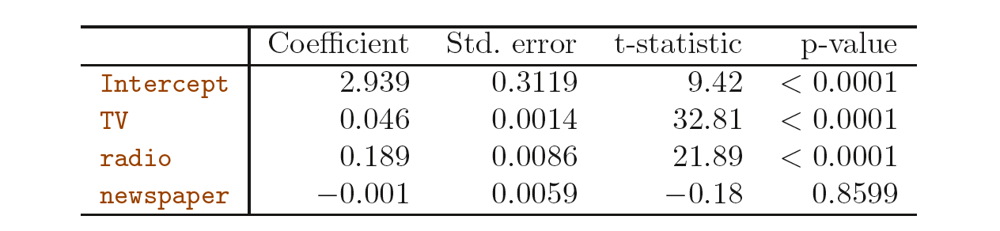 Coefficient Std. error t-statistic p-value
Intercept 2.939 0.3119 9.42 < 0.0001
TV 0.046 0.0014 32.81 < 0.0001
radio 0.189 0.0086 21.89 < 0.0001
newspaper −0.001 0.0059 −0.18 0.8599